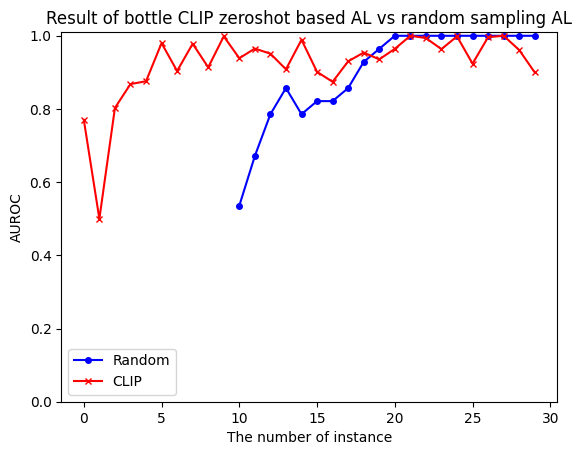 Result of bottle CLIP zeroshot based AL vs random sampling AL
1.0
0.8
0.6
0.4
0.2
0.0
AUROC
Random
CLIP
0 5 10 15 20 25 30
The number of instance